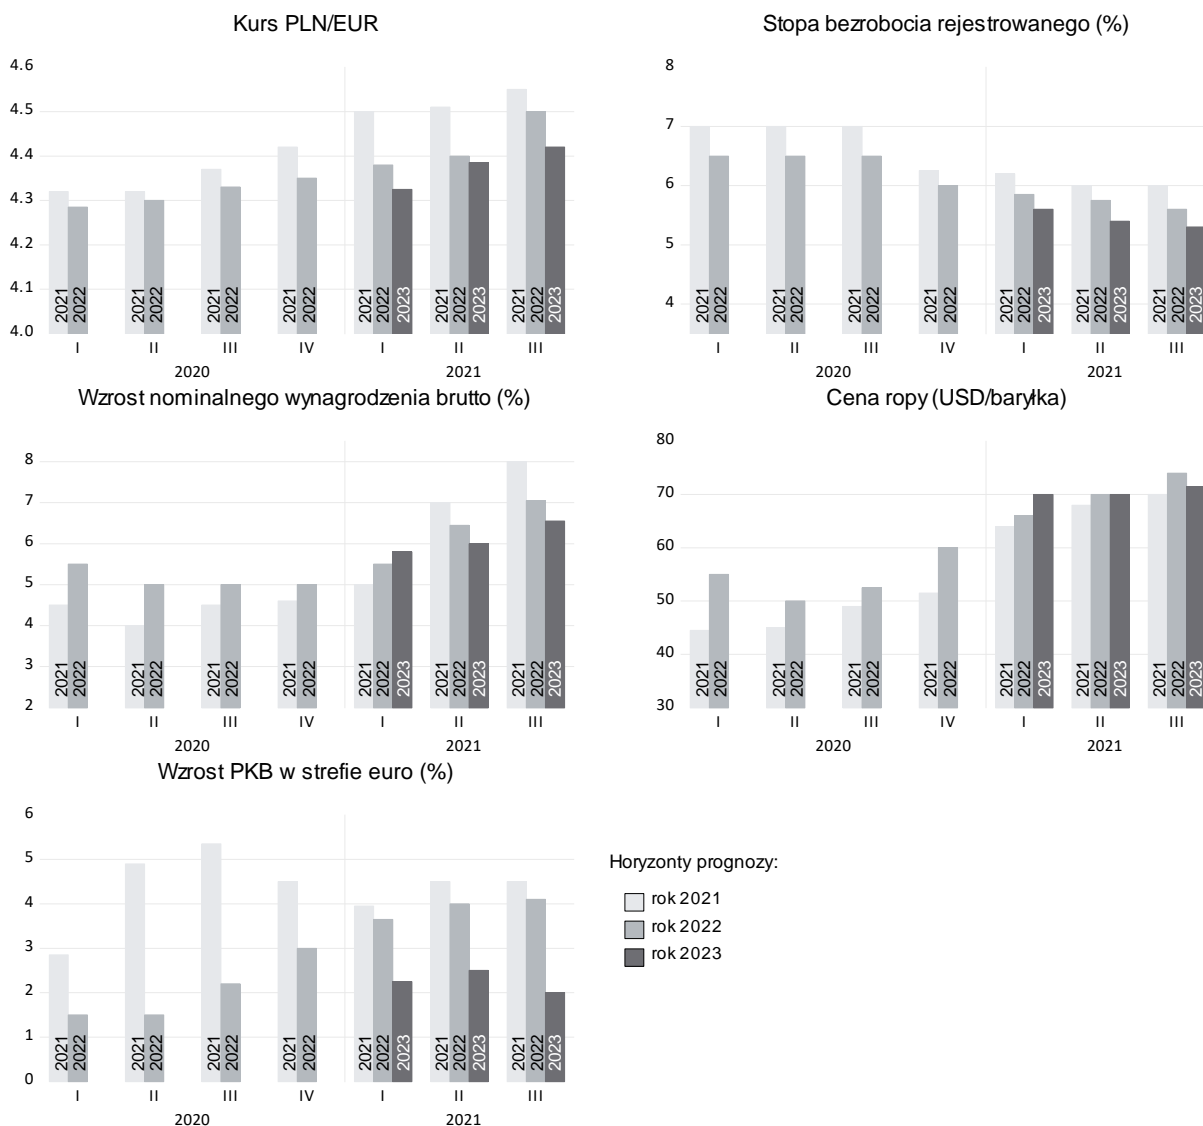 Kurs PLN/EUR
4.6
4.5
4.4
4.3
4.2
4.1
4.0
2021 2022 2021 2022 2021 2022 2021 2022 2021 2022 2023 2021 2022 2023 2021 2022 2023
I II III IV I II III
2020 2021
Stopa bezrobocia rejestrowanego (%)
8
7
6
5
4
2021 2022 2021 2022 2021 2022 2021 2022 2021 2022 2023 2021 2022 2023 2021 2022 2023
I II III IV I II III
2020 2021
Wzrost nominalnego wynagrodzenia brutto (%)
8
7
6
5
4
3
2
2021 2022 2021 2022 2021 2022 2021 2022 2021 2022 2023 2021 2022 2023 2021 2022 2023
I II III IV I II III
2020 2021
Cena ropy (USD/baryłka)
80
70
60
50
40
30
2021 2022 2021 2022 2021 2022 2021 2022 2021 2022 2023 2021 2022 2023 2021 2022 2023
I II III IV I II III
2020 2021
Wzrost PKB w strefie euro (%)
6
5
4
3
2
1
0
2021 2022 2021 2022 2021 2022 2021 2022 2021 2022 2023 2021 2022 2023 2021 2022 2023
I II III IV I II III
2020 2021
Horyzonty prognozy:
rok 2021
rok 2022
rok 2023